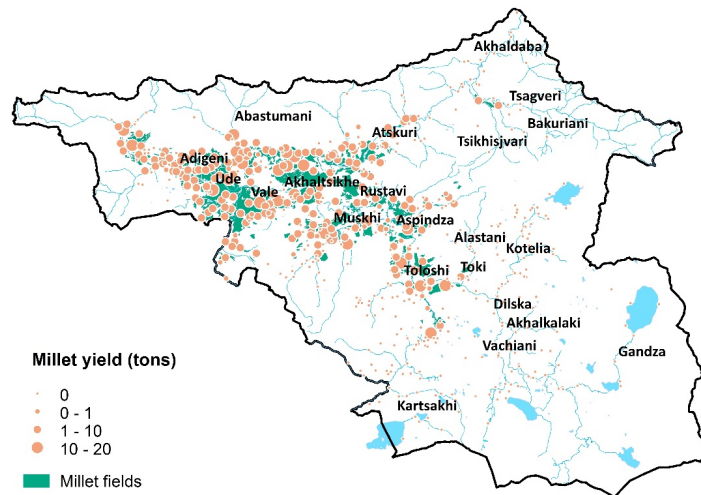 Akhaldaba
Tsagveri
Abastumani
Bakuriani
Atskuri
Tsikhisjvari
Adigeni
Ude
Akhaltsikhe
Vale
Rustavi
Muskhi
Aspindza
Alastani
Kotelia
Toloshi
Toki
Dilska
Akhalkalaki
Vachiani
Gandza
Kartsakhi
Millet yield (tons)
0
0 - 1
1 - 10
10 - 20
Millet fields